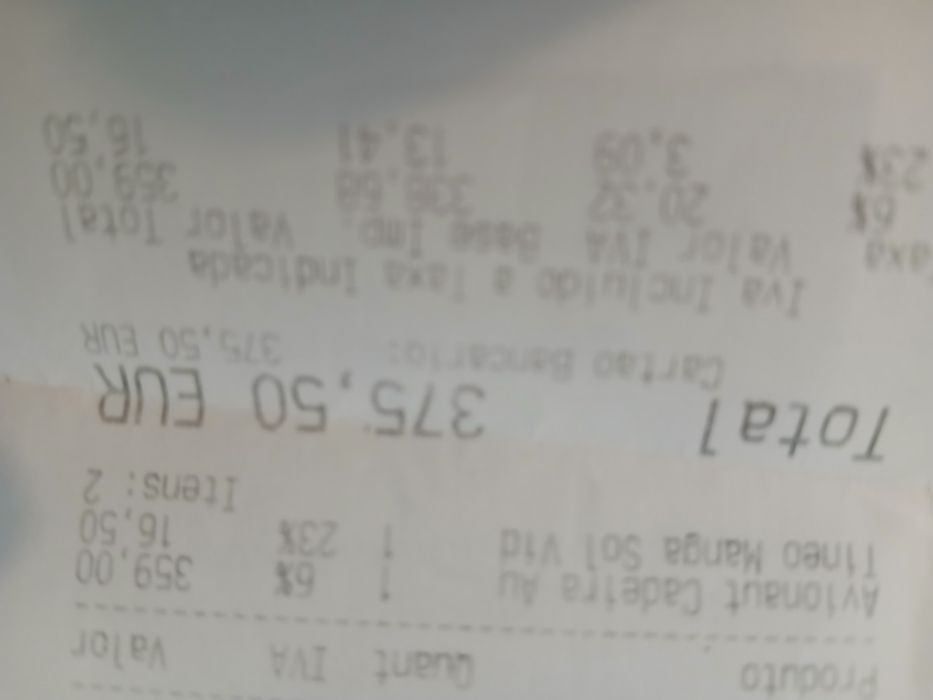 Produto Quant IVA Valor
Avionaut Cadeira Au 1 6% 359,00
Tineo Manga Sol Vid 1 23% 16,50
Itens: 2
Total 375,50 EUR
Cartao Bancario: 375,50 EUR
Iva Incluido a Taxa Indicada
Taxa Valor IVA Base Imp. Valor Total
6% 20,32 338,68 359,00
23% 3,09 13,41 16,50